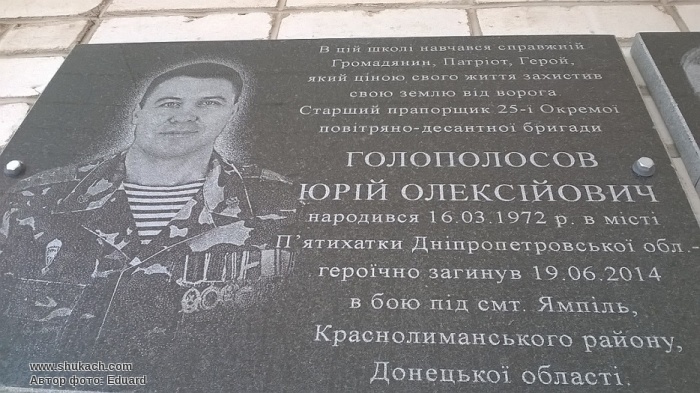 В цій школі навчався справжній
Громадянин, Патріот, Герой,
який ціною свого життя захистив
свою землю від ворога.
Старший прапорщик 25-ї Окремої
повітряно-десантної бригади
ГОЛОПОЛОСОВ
ЮРІЙ ОЛЕКСІЙОВИЧ
народився 16.03.1972 р. в місті
П'ятихатки Дніпропетровської обл.-
героїчно загинув 19.06.2014
в бою під смт. Ямпіль,
Краснолиманського району,
Донецької області.
www.shukach.com
Автор фото: Eduard